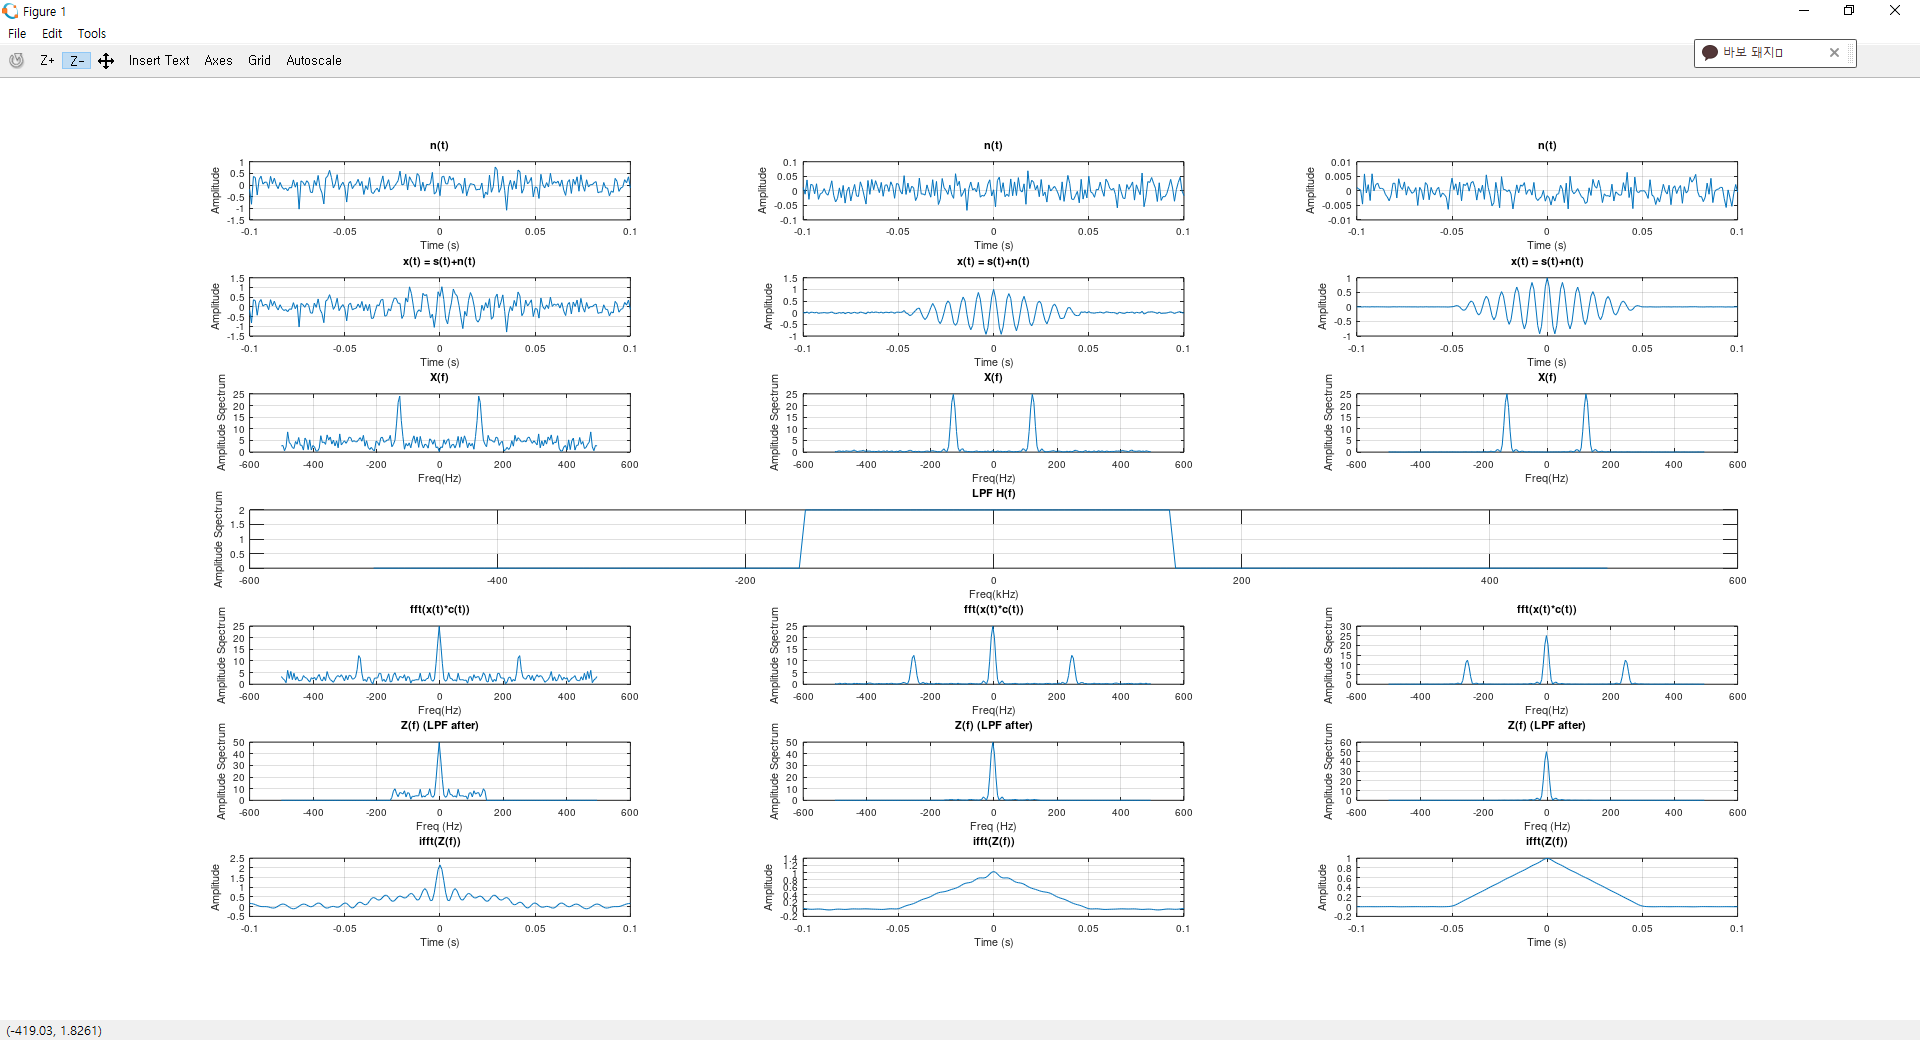 Figure 1
File Edit Tools
Z+ Z− Insert Text Axes Grid Autoscale
바보 돼지
n(t) n(t) n(t)
Amplitude Amplitude Amplitude
1 0.5 0 -0.5 -1 -1.5
0.1 0.05 0 -0.05 -0.1
0.01 0.005 0 -0.005 -0.01
-0.1 -0.05 0 0.05 0.1 -0.1 -0.05 0 0.05 0.1 -0.1 -0.05 0 0.05 0.1
Time (s) Time (s) Time (s)
x(t) = s(t)+n(t) x(t) = s(t)+n(t) x(t) = s(t)+n(t)
Amplitude Amplitude Amplitude
1.5 1 0.5 0 -0.5 -1 -1.5
1.5 1 0.5 0 -0.5 -1
1 0.5 0 -0.5 -1
-0.1 -0.05 0 0.05 0.1 -0.1 -0.05 0 0.05 0.1 -0.1 -0.05 0 0.05 0.1
Time (s) Time (s) Time (s)
X(f) X(f) X(f)
Amplitude Sqectrum Amplitude Sqectrum Amplitude Sqectrum
25 20 15 10 5 0
25 20 15 10 5 0
25 20 15 10 5 0
-600 -400 -200 0 200 400 600 -600 -400 -200 0 200 400 600 -600 -400 -200 0 200 400 600
Freq(Hz) Freq(Hz) Freq(Hz)
LPF H(f)
Amplitude Sqectrum
2 1.5 1 0.5 0
-600 -400 -200 0 200 400 600
Freq(kHz)
fft(x(t)*c(t)) fft(x(t)*c(t)) fft(x(t)*c(t))
Amplitude Sqectrum Amplitude Sqectrum Amplitude Sqectrum
25 20 15 10 5 0
25 20 15 10 5 0
30 25 20 15 10 5 0
-600 -400 -200 0 200 400 600 -600 -400 -200 0 200 400 600 -600 -400 -200 0 200 400 600
Freq(Hz) Freq(Hz) Freq(Hz)
Z(f) (LPF after) Z(f) (LPF after) Z(f) (LPF after)
Amplitude Sqectrum Amplitude Sqectrum Amplitude Sqectrum
50 40 30 20 10 0
50 40 30 20 10 0
60 50 40 30 20 10 0
-600 -400 -200 0 200 400 600 -600 -400 -200 0 200 400 600 -600 -400 -200 0 200 400 600
Freq (Hz) Freq (Hz) Freq (Hz)
ifft(Z(f)) ifft(Z(f)) ifft(Z(f))
Amplitude Amplitude Amplitude
2.5 2 1.5 1 0.5 0 -0.5
1.4 1.2 1 0.8 0.6 0.4 0.2 0 -0.2
1 0.8 0.6 0.4 0.2 0 -0.2
-0.1 -0.05 0 0.05 0.1 -0.1 -0.05 0 0.05 0.1 -0.1 -0.05 0 0.05 0.1
Time (s) Time (s) Time (s)
(-419.03, 1.8261)